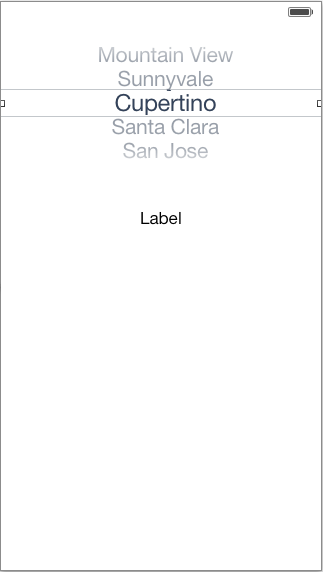 Mountain View
Sunnyvale
Cupertino
Santa Clara
San Jose
Label